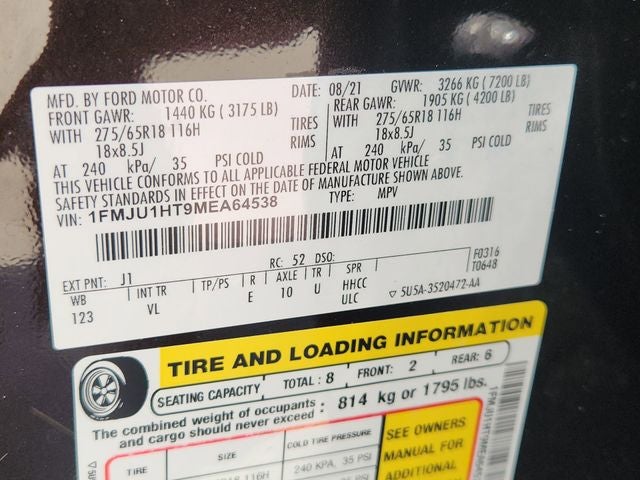 MFD. BY FORD MOTOR CO. DATE: 08/21 GVWR: 3266 KG ( 7200 LB)
FRONT GAWR: 1440 KG ( 3175 LB) REAR GAWR: 1905 KG ( 4200 LB)
WITH 275/65R18 116H TIRES WITH 275/65R18 116H TIRES
18x8.5J RIMS 18x8.5J RIMS
AT 240 kPa/ 35 PSI COLD AT 240 kPa/ 35 PSI COLD
THIS VEHICLE CONFORMS TO ALL APPLICABLE FEDERAL MOTOR VEHICLE
SAFETY STANDARDS IN EFFECT ON THE DATE OF MANUFACTURE SHOWN ABOVE.
VIN: 1FMJU1HT9MEA64538 TYPE: MPV
F0316
T0648
EXT PNT: J1 RC: 52 DSO:
WB INT TR TP/PS R AXLE TR SPR
123 VL E 10 U HHCC
ULC ▽ 5U5A-3520472-AA
TIRE AND LOADING INFORMATION
SEATING CAPACITY TOTAL : 8 FRONT: 2 REAR: 6
The combined weight of occupants
and cargo should never exceed : 814 kg or 1795 lbs.
TIRE SIZE COLD TIRE PRESSURE
SEE OWNERS
MANUAL FOR
ADDITIONAL
116H 240 KPA, 35 PSI